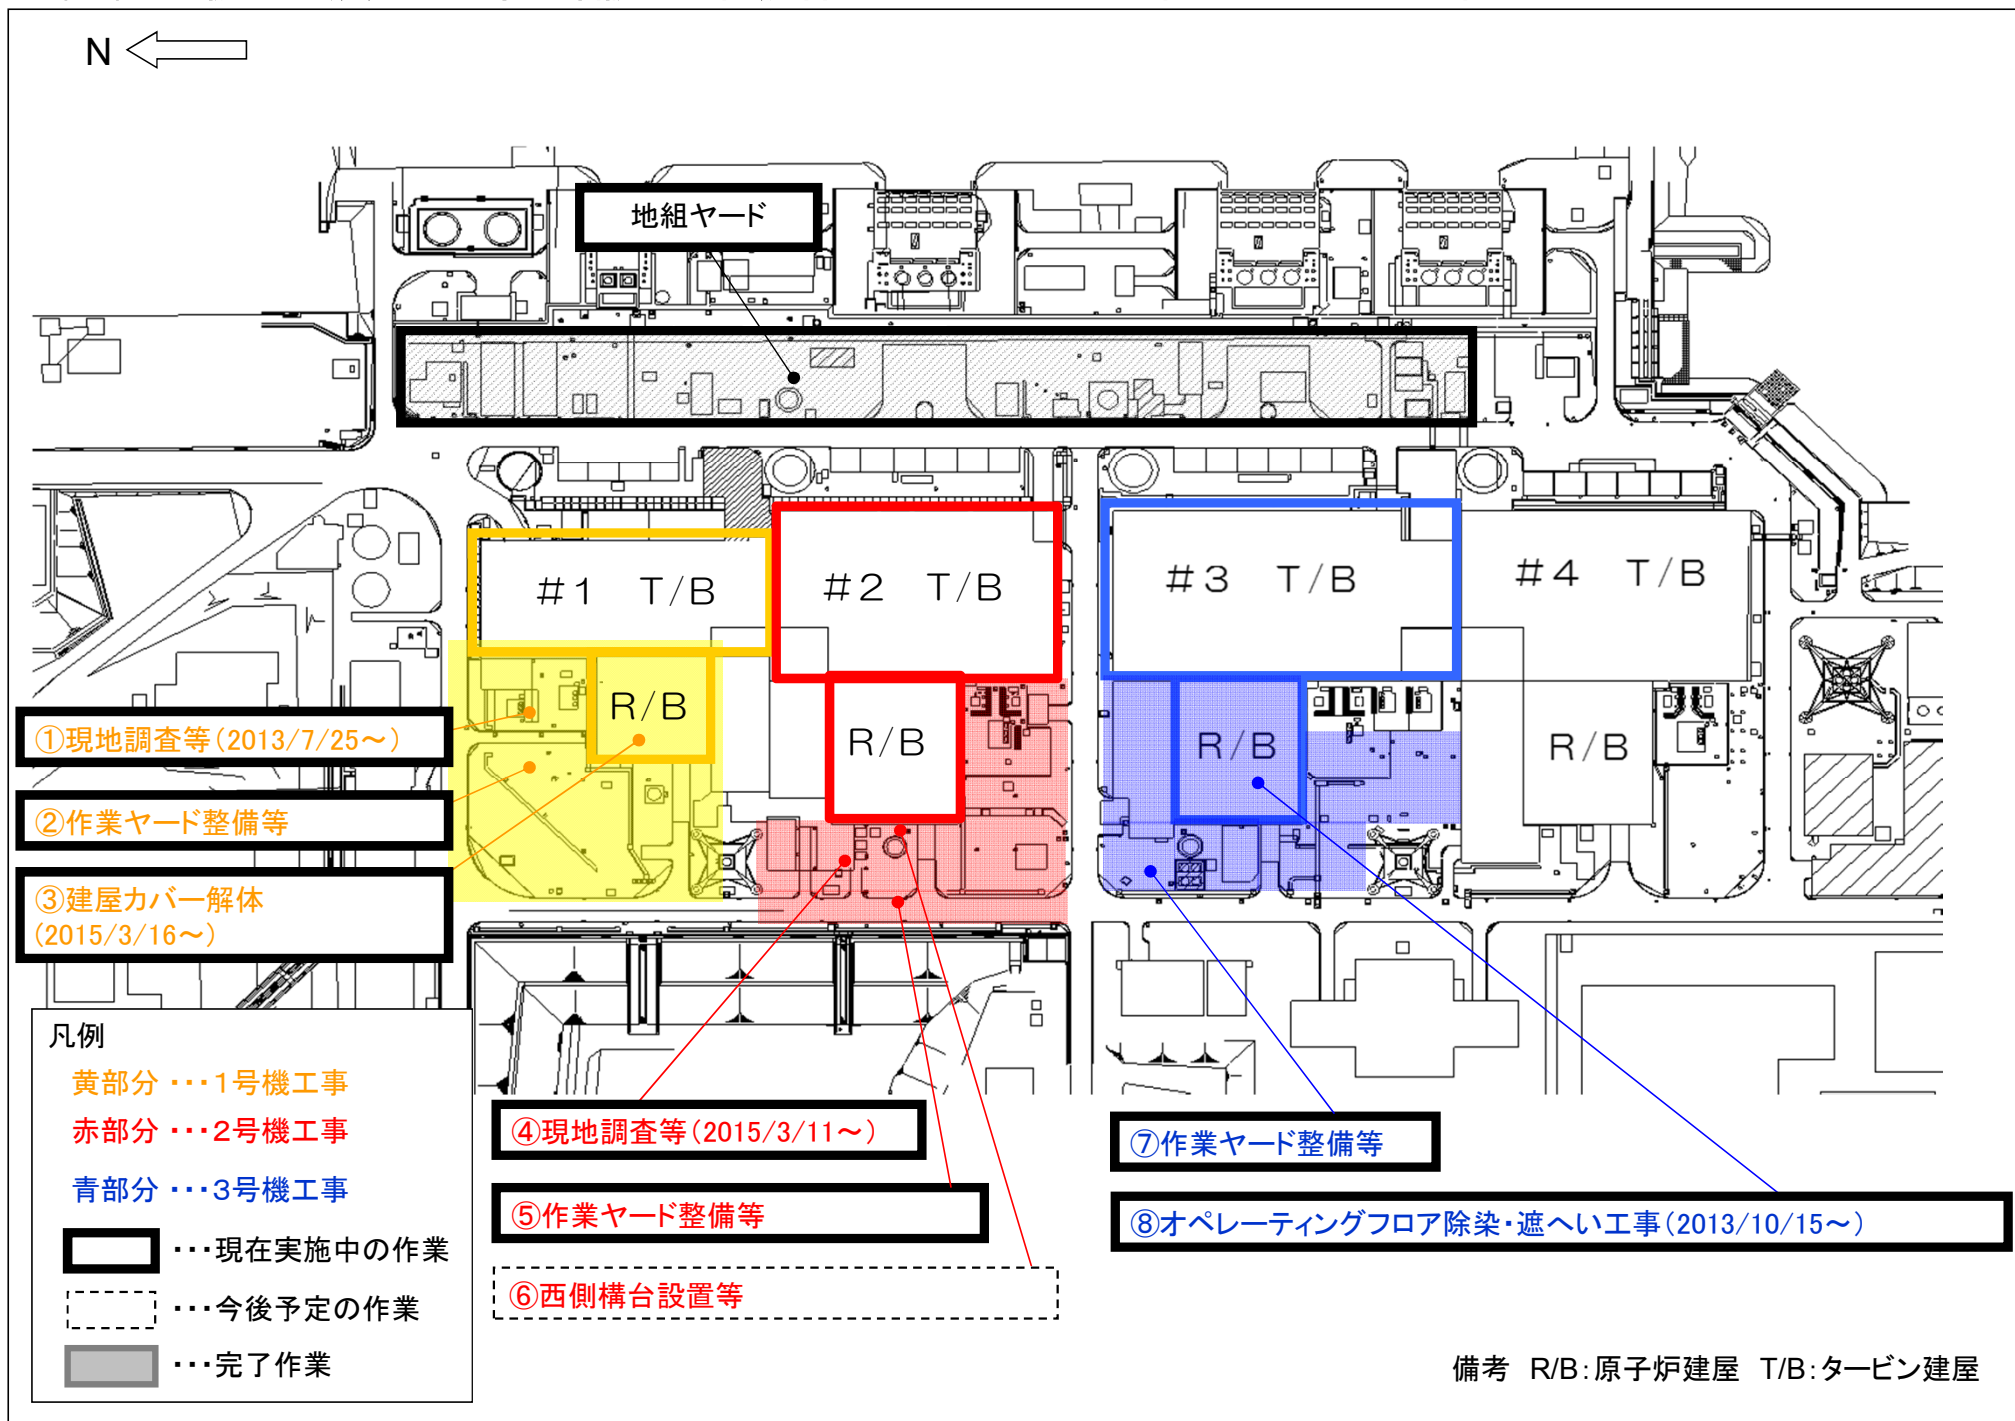 N
地組ヤード
#1 T/B
#2 T/B
#3 T/B
#4 T/B
R/B
R/B
R/B
R/B
①現地調査等(2013/7/25～)
②作業ヤード整備等
③建屋カバー解体
(2015/3/16～)
④現地調査等(2015/3/11～)
⑤作業ヤード整備等
⑥西側構台設置等
⑦作業ヤード整備等
⑧オペレーティングフロア除染・遮へい工事(2013/10/15～)
凡例
黄部分 ・・・1号機工事
赤部分 ・・・2号機工事
青部分 ・・・3号機工事
・・・現在実施中の作業
・・・今後予定の作業
・・・完了作業
備考 R/B：原子炉建屋 T/B：タービン建屋